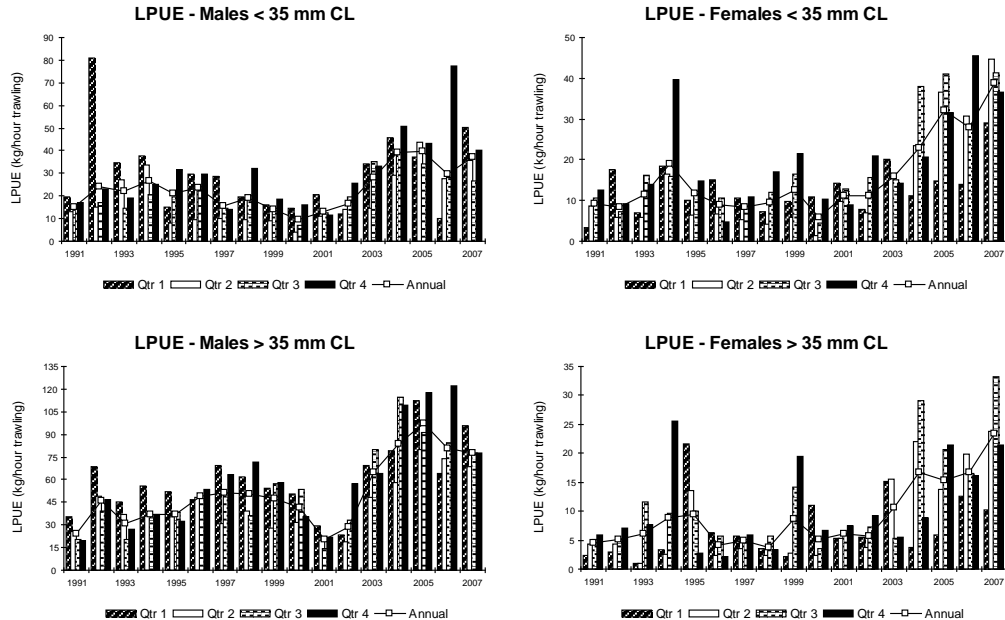 LPUE - Males < 35 mm CL
LPUE (kg/hour trawling)
90
80
70
60
50
40
30
20
10
0
1991 1993 1995 1997 1999 2001 2003 2005 2007
Qtr 1 Qtr 2 Qtr 3 Qtr 4 Annual
LPUE - Females < 35 mm CL
LPUE (kg/hour trawling)
50
40
30
20
10
0
1991 1993 1995 1997 1999 2001 2003 2005 2007
Qtr 1 Qtr 2 Qtr 3 Qtr 4 Annual
LPUE - Males > 35 mm CL
LPUE (kg/hour trawling)
135
120
105
90
75
60
45
30
15
0
1991 1993 1995 1997 1999 2001 2003 2005 2007
Qtr 1 Qtr 2 Qtr 3 Qtr 4 Annual
LPUE - Females > 35 mm CL
LPUE (kg/hour trawling)
35
30
25
20
15
10
5
0
1991 1993 1995 1997 1999 2001 2003 2005 2007
Qtr 1 Qtr 2 Qtr 3 Qtr 4 Annual